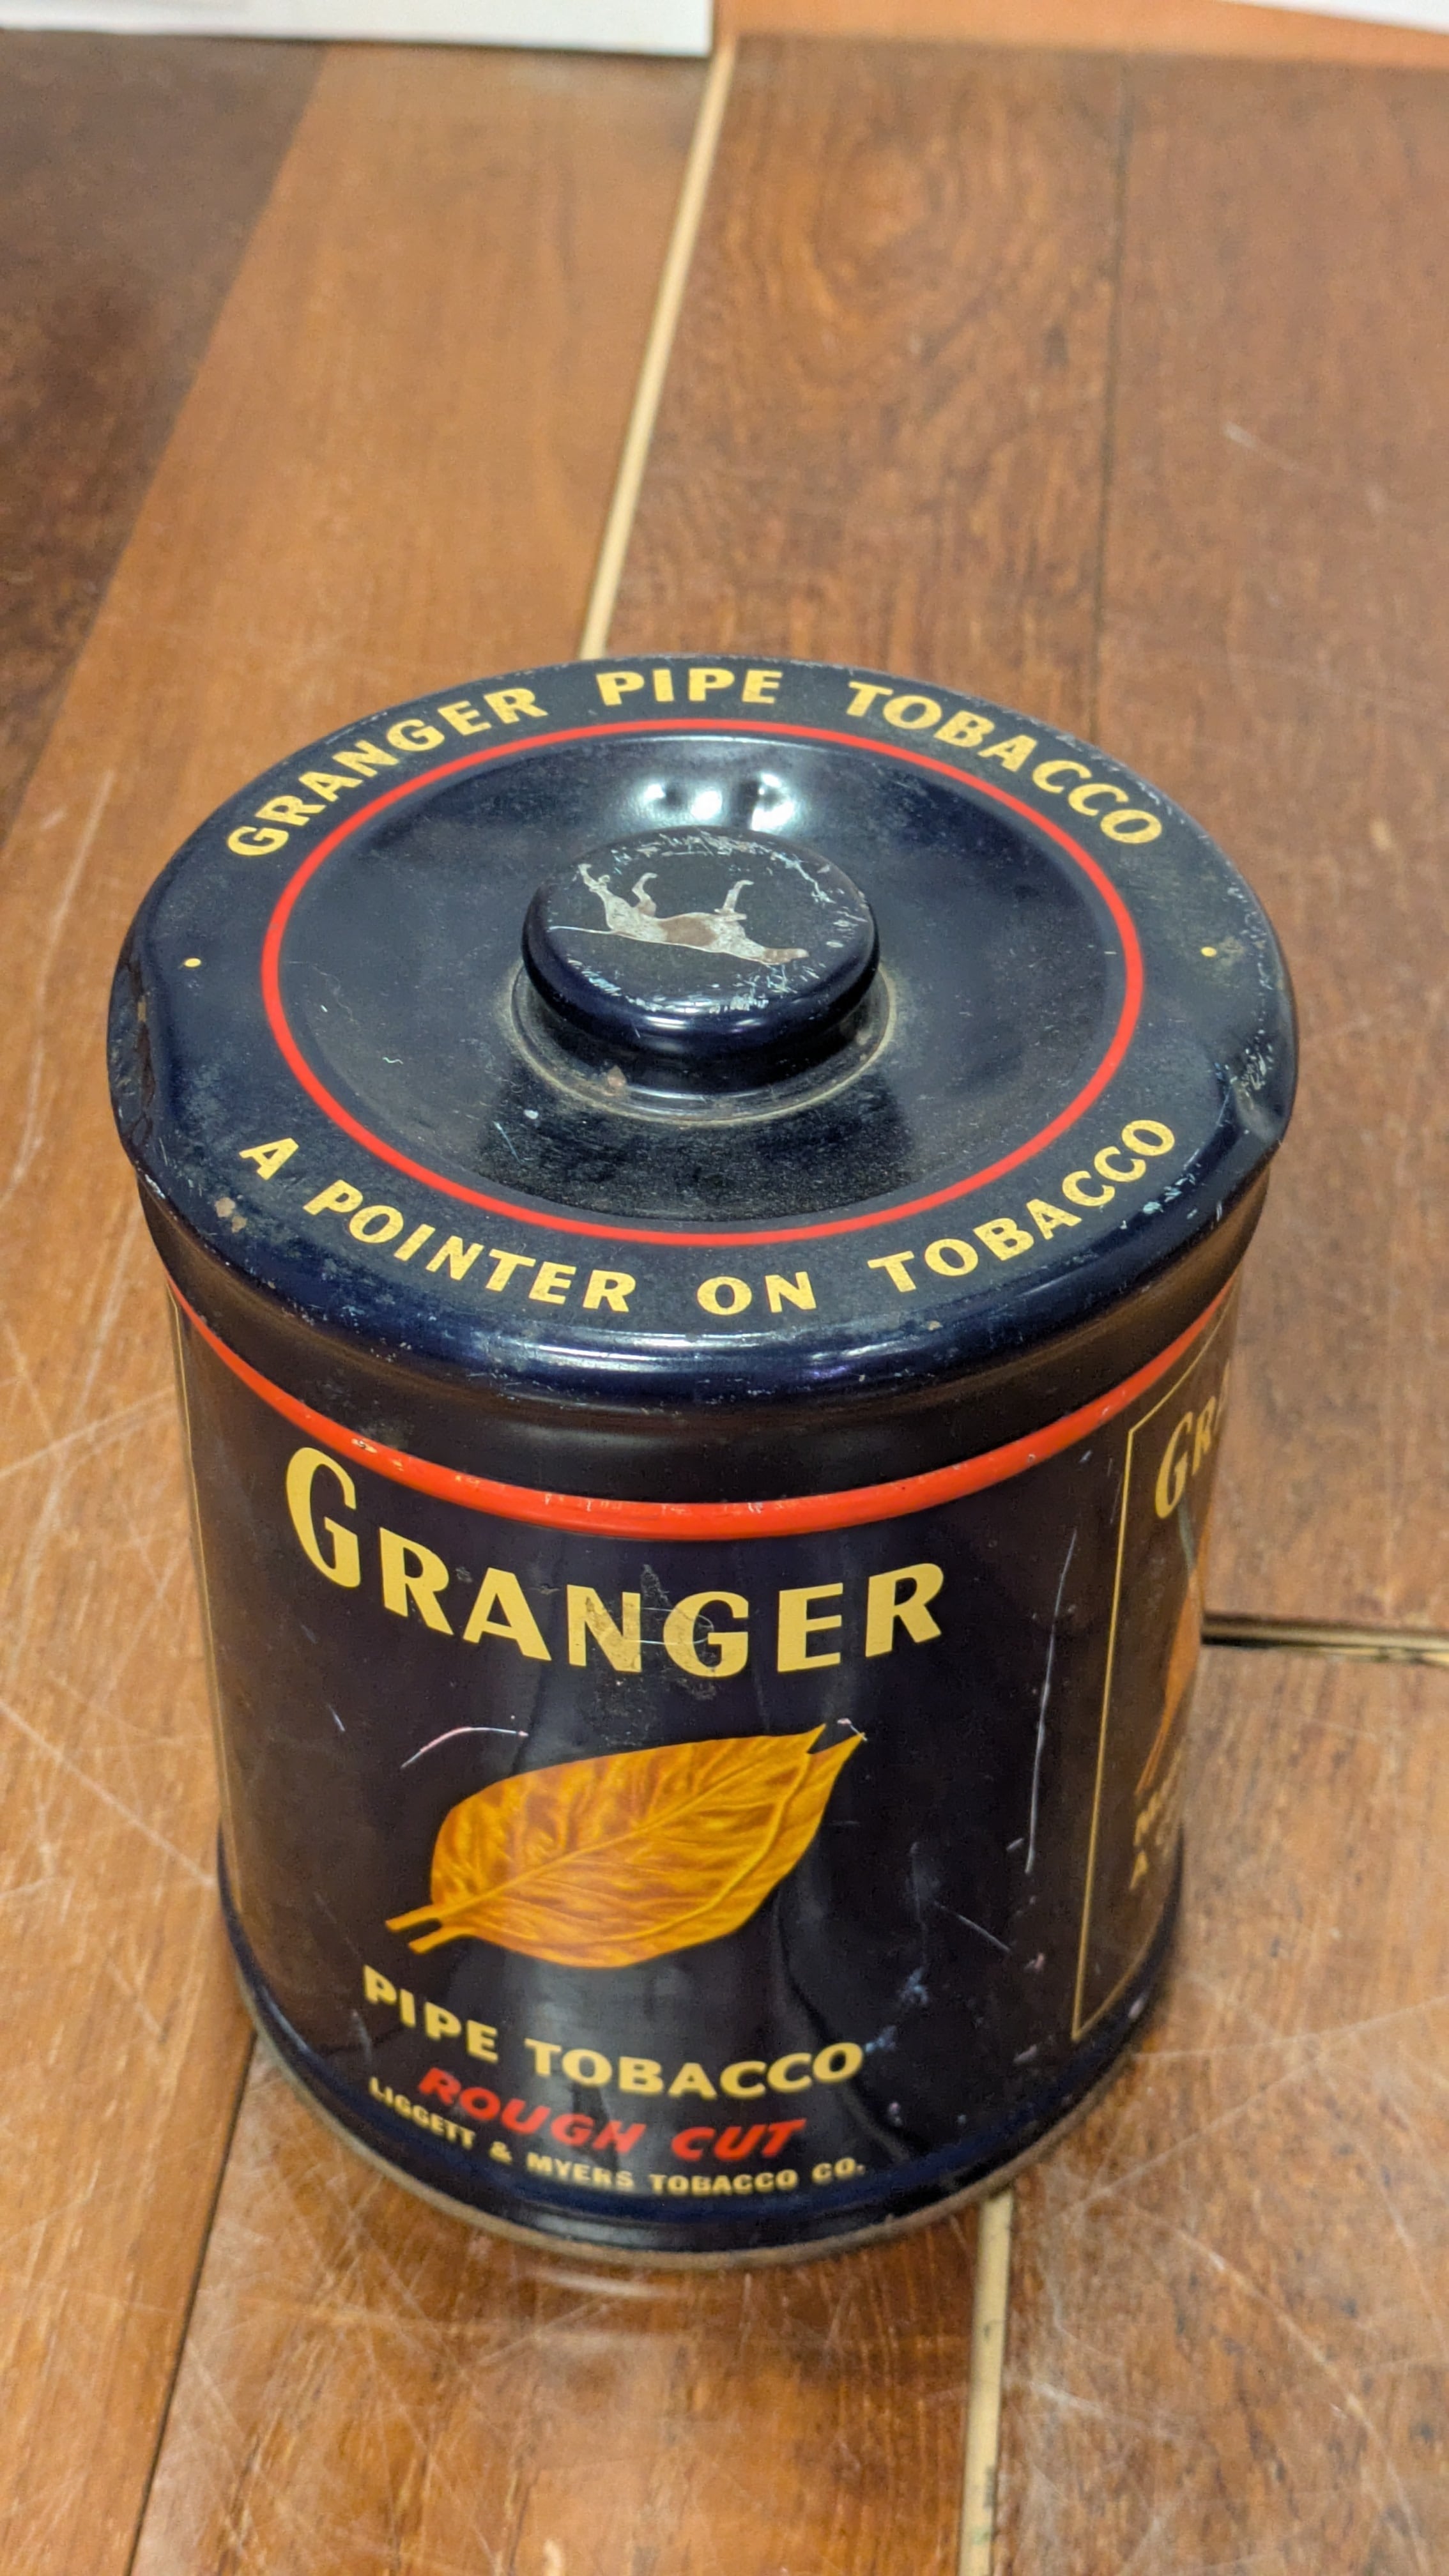 GRANGER PIPE TOBACCO
A POINTER ON TOBACCO
GRANGER
PIPE TOBACCO
ROUGH CUT
LIGGETT & MYERS TOBACCO CO.